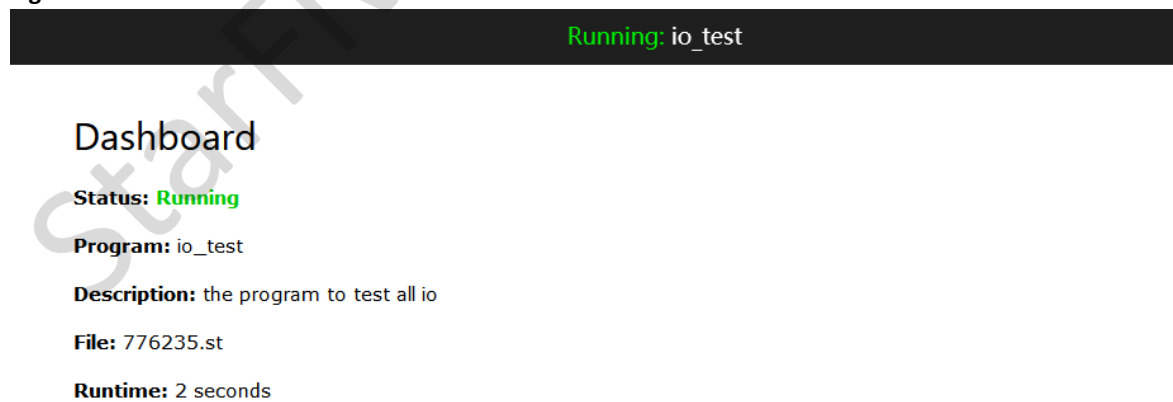 Running: io_test
Dashboard
Status: Running
Program: io_test
Description: the program to test all io
File: 776235.st
Runtime: 2 seconds